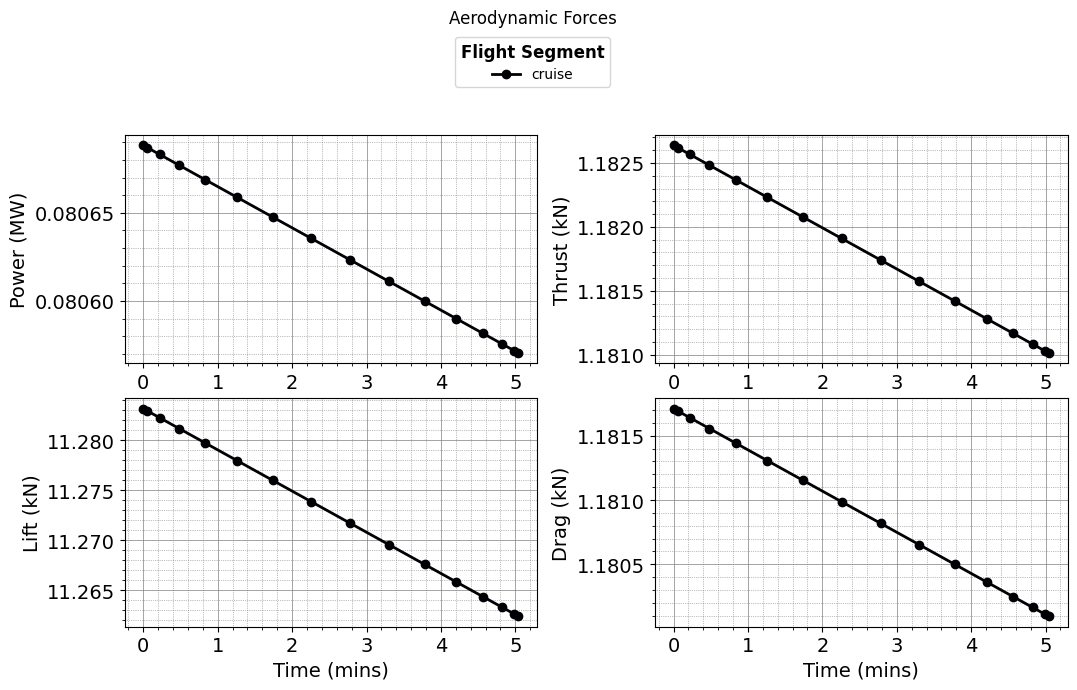 Aerodynamic Forces
Flight Segment
cruise
Power (MW)
0.08065
0.08060
0 1 2 3 4 5
Thrust (kN)
1.1825
1.1820
1.1815
1.1810
0 1 2 3 4 5
Lift (kN)
11.280
11.275
11.270
11.265
0 1 2 3 4 5
Time (mins)
Drag (kN)
1.1815
1.1810
1.1805
0 1 2 3 4 5
Time (mins)